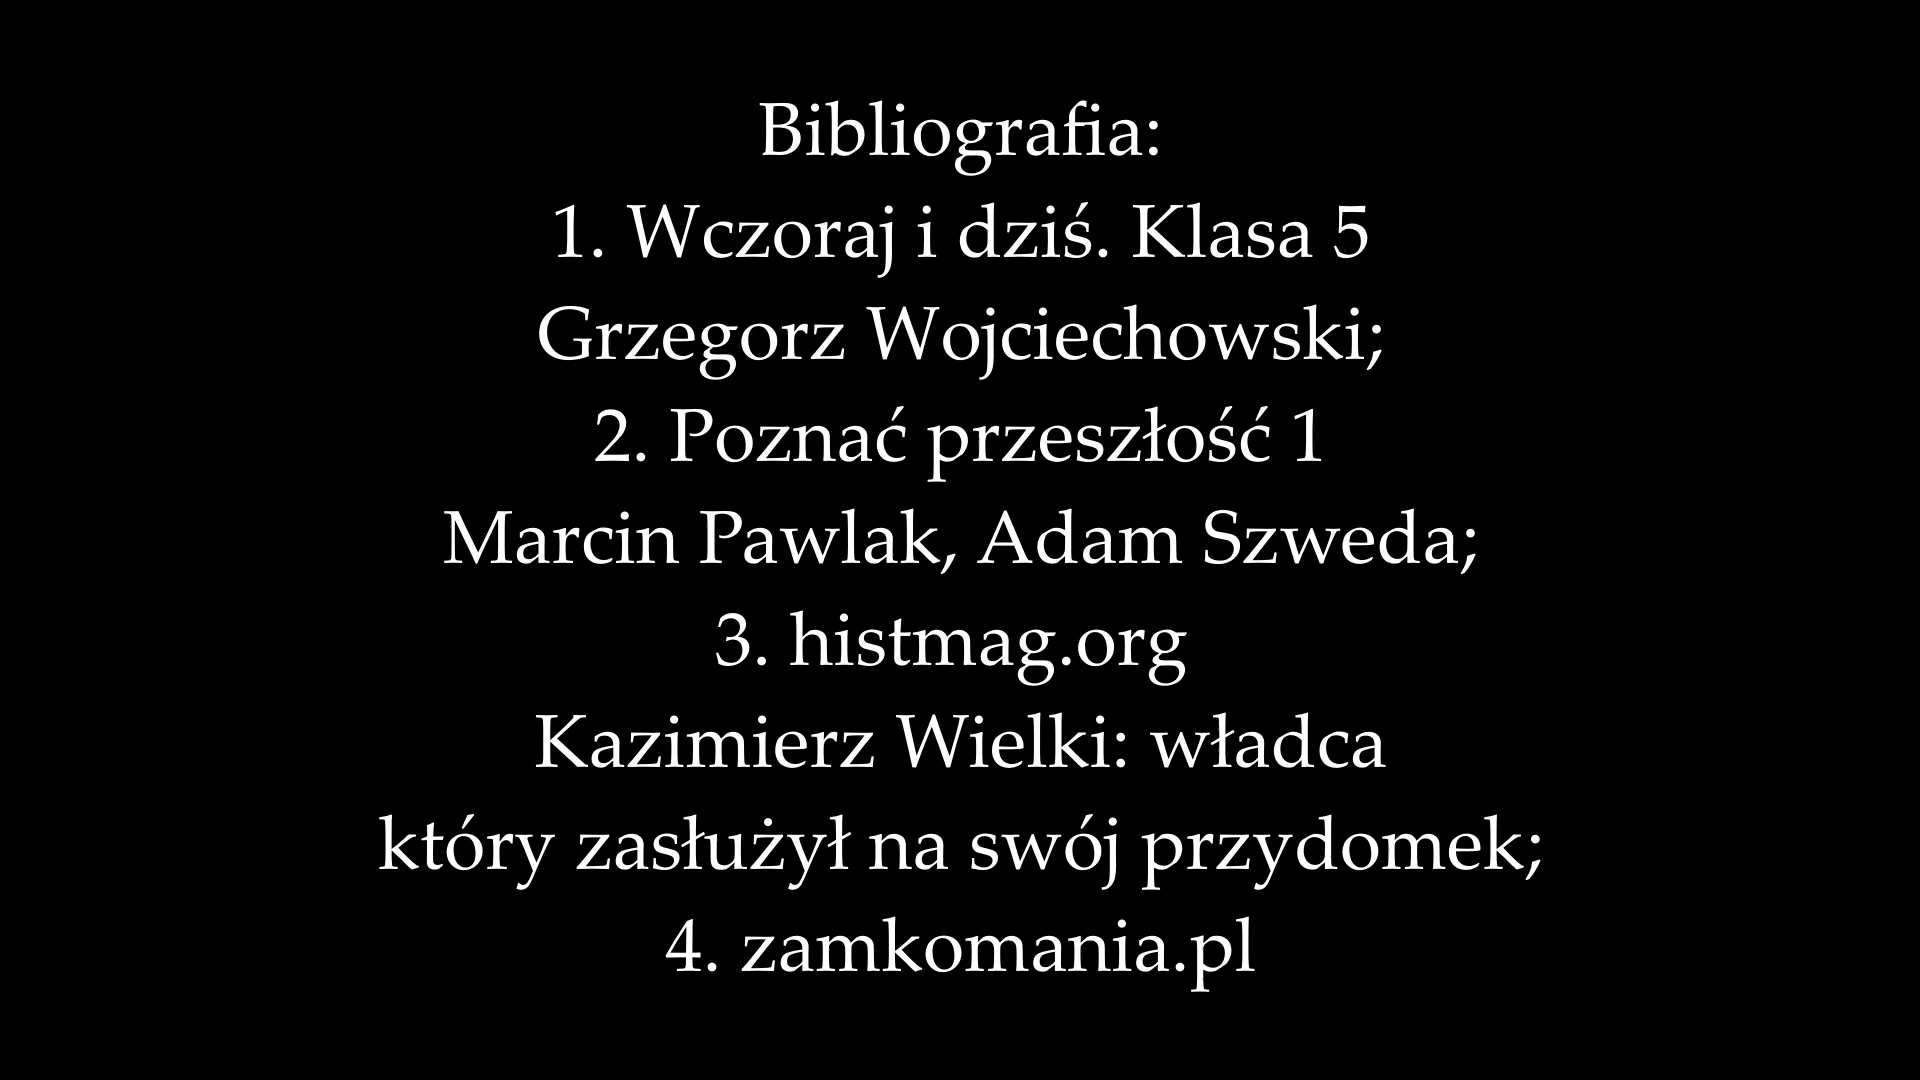 Bibliografia:
1. Wczoraj i dziś. Klasa 5
Grzegorz Wojciechowski;
2. Poznać przeszłość 1
Marcin Pawlak, Adam Szweda;
3. histmag.org
Kazimierz Wielki: władca
który zasłużył na swój przydomek;
4. zamkomania.pl